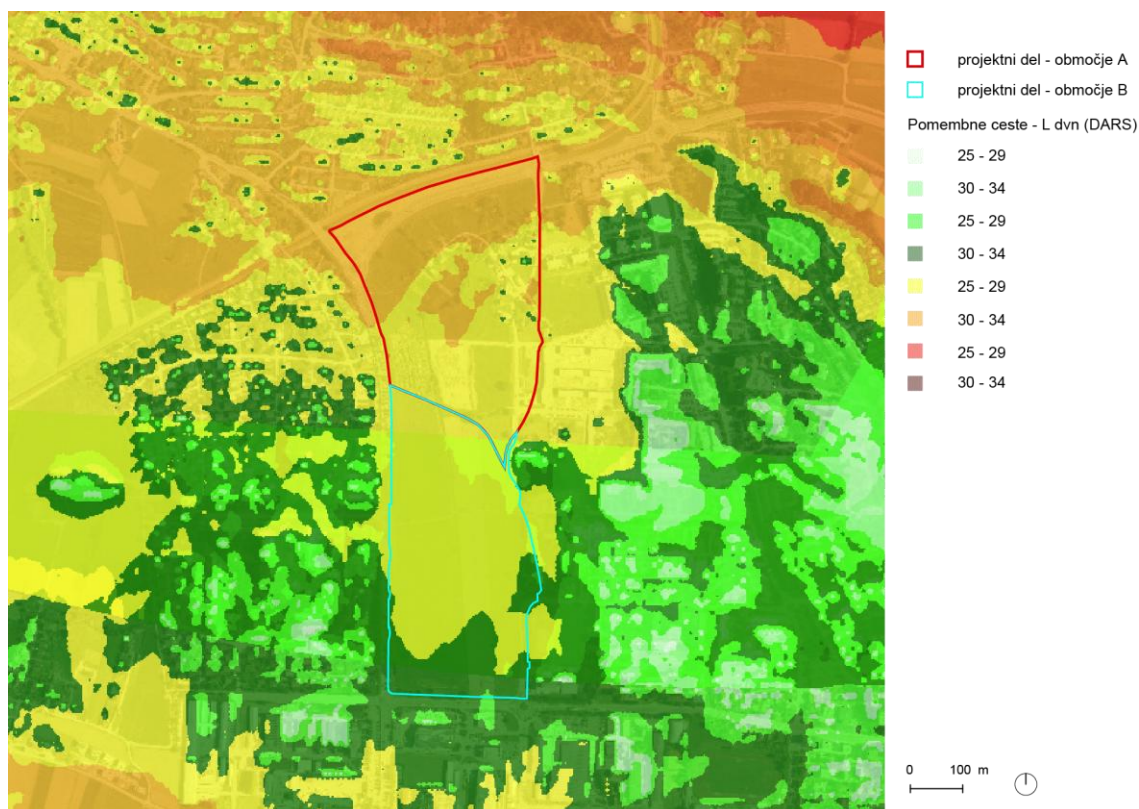 projektni del - območje A
projektni del - območje B
Pomembne ceste - L dvn (DARS)
25 - 29
30 - 34
25 - 29
30 - 34
25 - 29
30 - 34
25 - 29
30 - 34
0 100 m